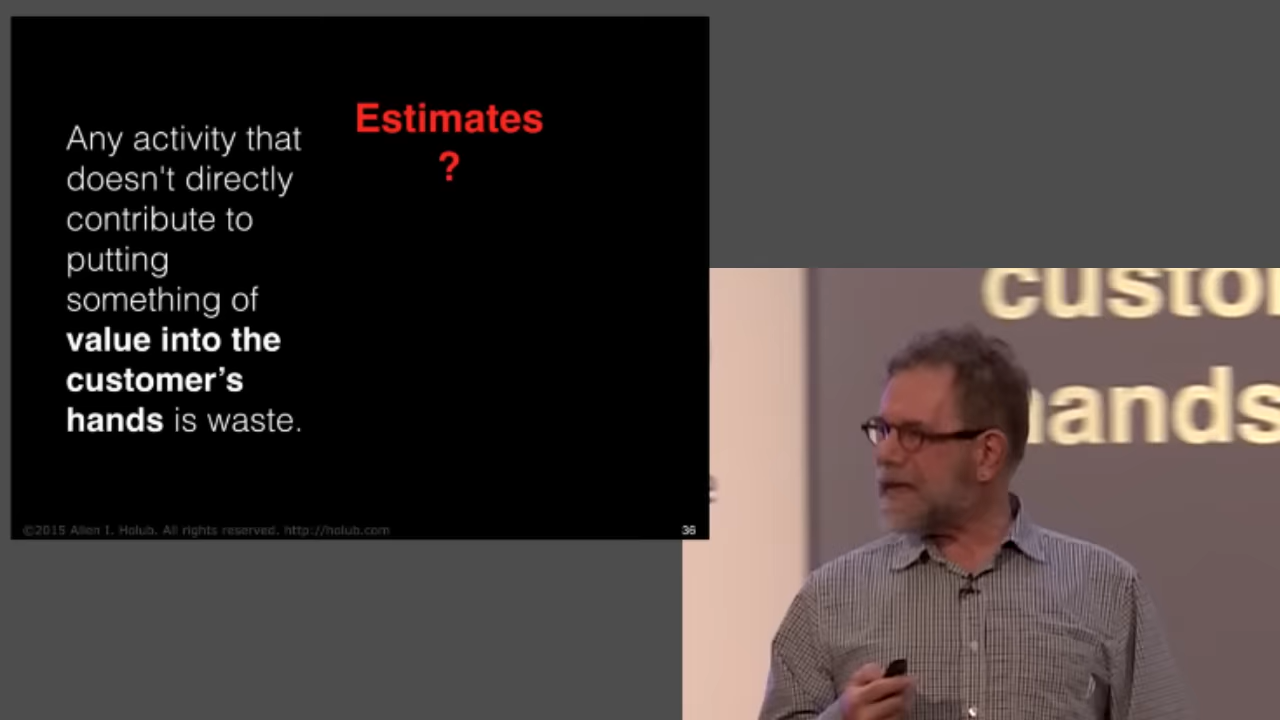 Any activity that
doesn't directly
contribute to
putting
something of
value into the
customer's
hands is waste.
Estimates
?
©2015 Allen I. Holub. All rights reserved. http://holub.com
36
custo
hands